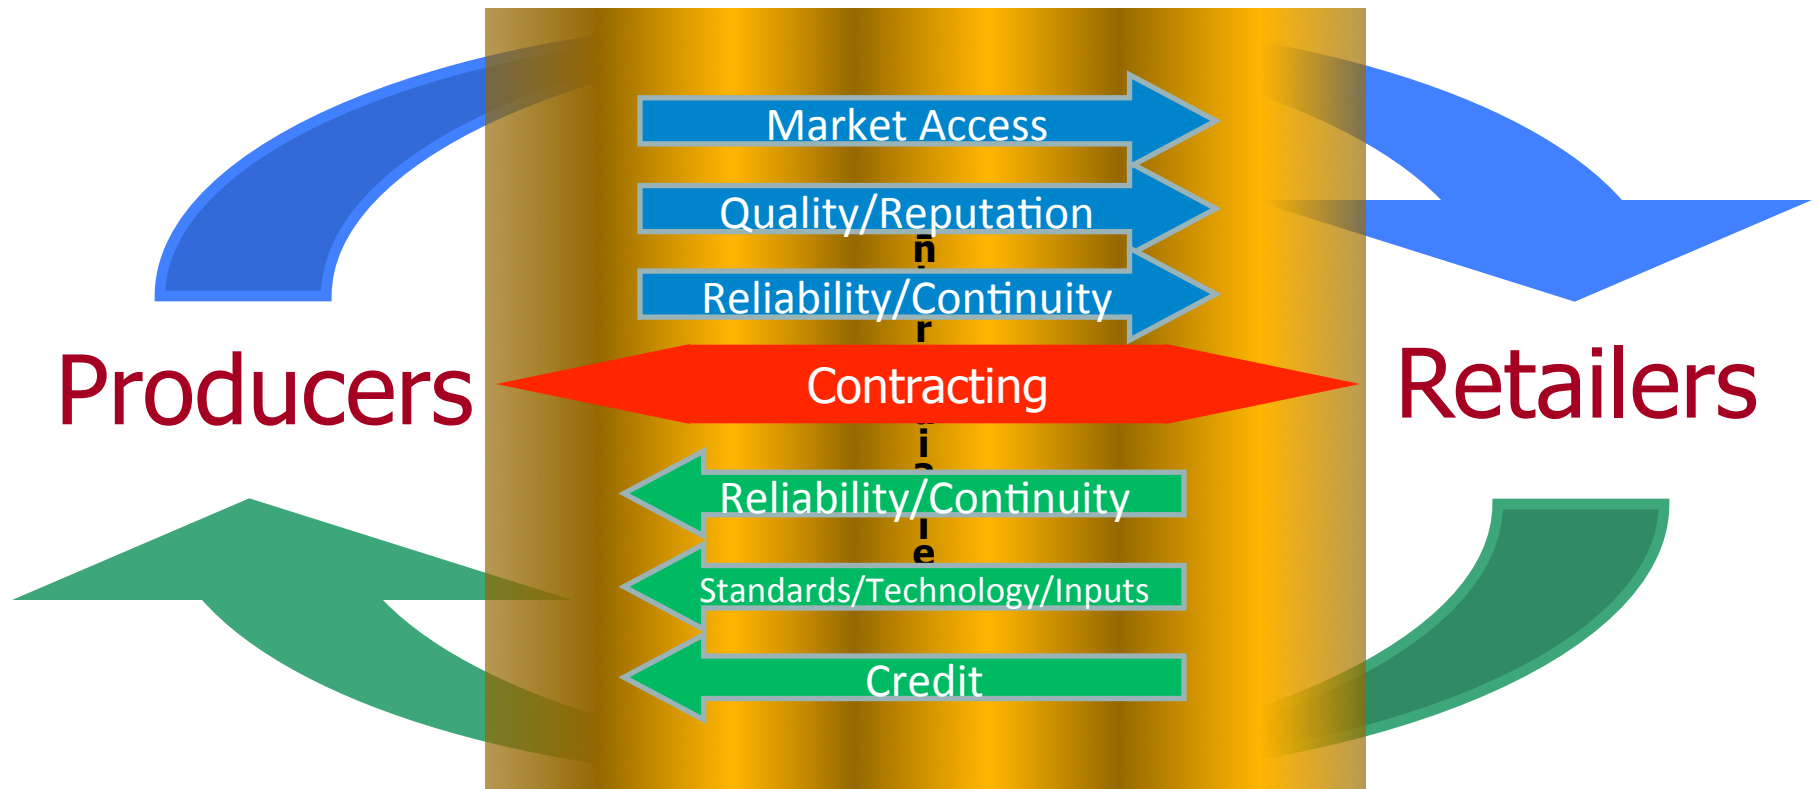 Market Access
Quality/Reputation
Reliability/Continuity
Producers
Contracting
Retailers
Reliability/Continuity
Standards/Technology/Inputs
Credit